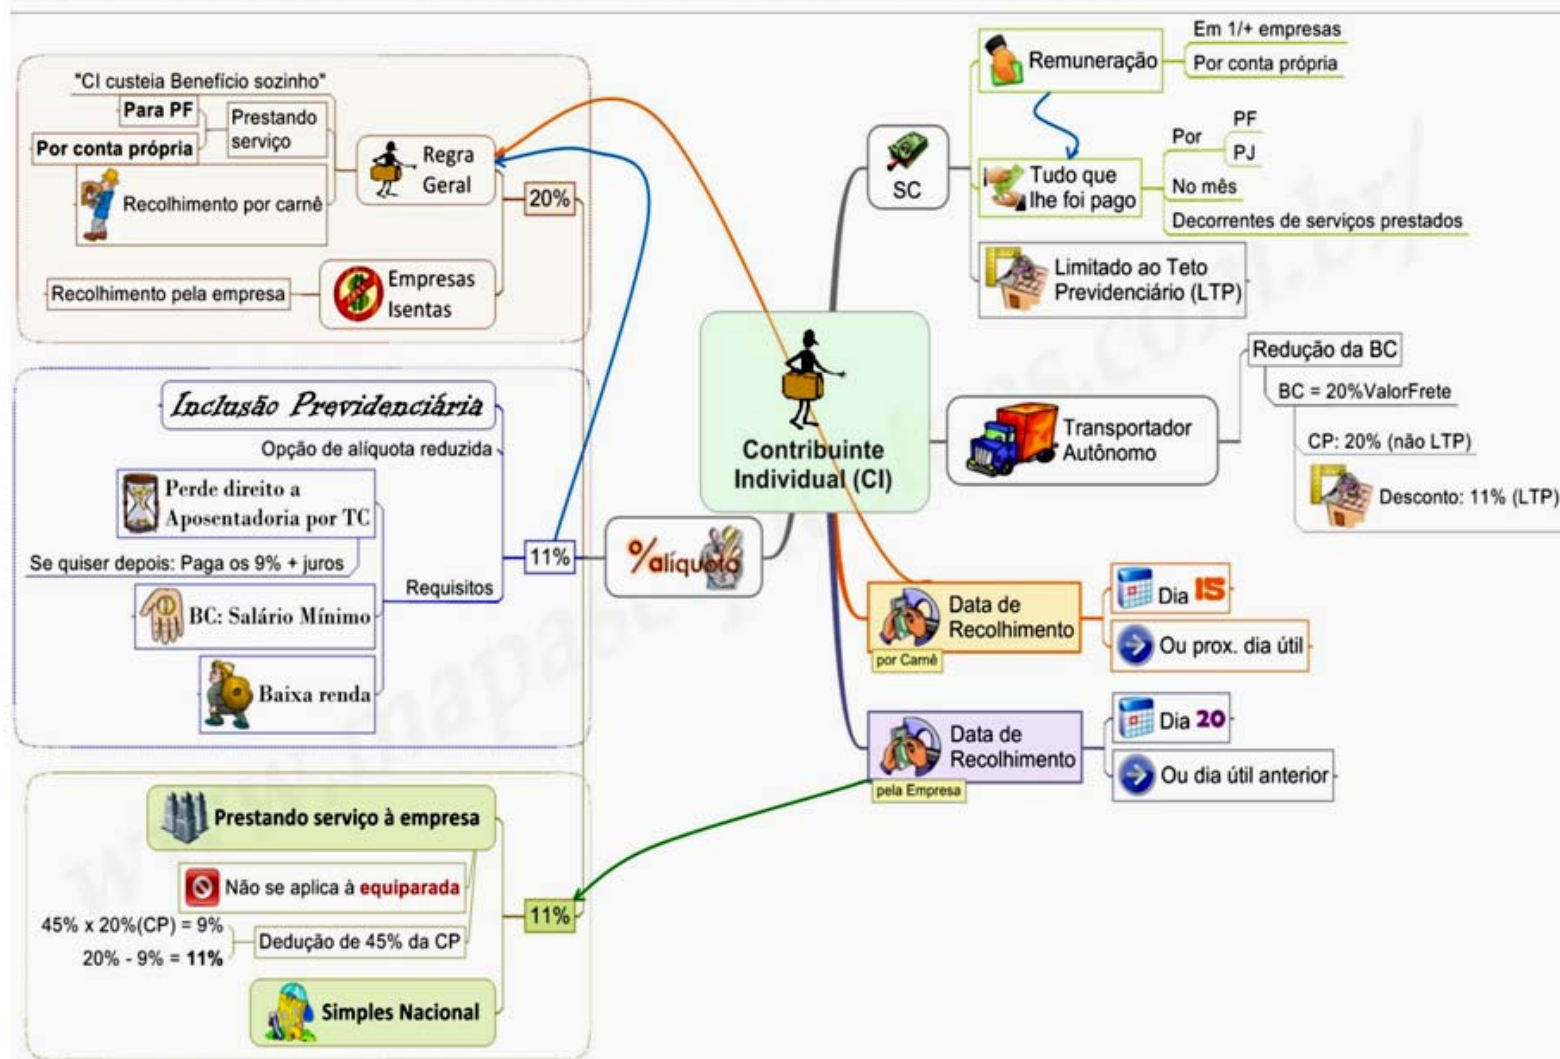 "CI custeia Benefício sozinho"
Para PF
Por conta própria
Prestando
serviço
Recolhimento por carnê
Regra
Geral
20%
Recolhimento pela empresa
Empresas
Isentas
Inclusão Previdenciária
Opção de alíquota reduzida
Perde direito a
Aposentadoria por TC
Se quiser depois: Paga os 9% + juros
BC: Salário Mínimo
Baixa renda
Requisitos
11%
Prestando serviço à empresa
Não se aplica à equiparada
45% x 20%(CP) = 9%
20% - 9% = 11%
Dedução de 45% da CP
Simples Nacional
11%
%alíquota
Contribuinte
Individual (CI)
SC
Remuneração
Em 1/+ empresas
Por conta própria
Tudo que
lhe foi pago
Por
PF
PJ
No mês
Decorrentes de serviços prestados
Limitado ao Teto
Previdenciário (LTP)
Transportador
Autônomo
Redução da BC
BC = 20%ValorFrete
CP: 20% (não LTP)
Desconto: 11% (LTP)
Data de
Recolhimento
por Carnê
Dia 15
Ou prox. dia útil
Data de
Recolhimento
pela Empresa
Dia 20
Ou dia útil anterior